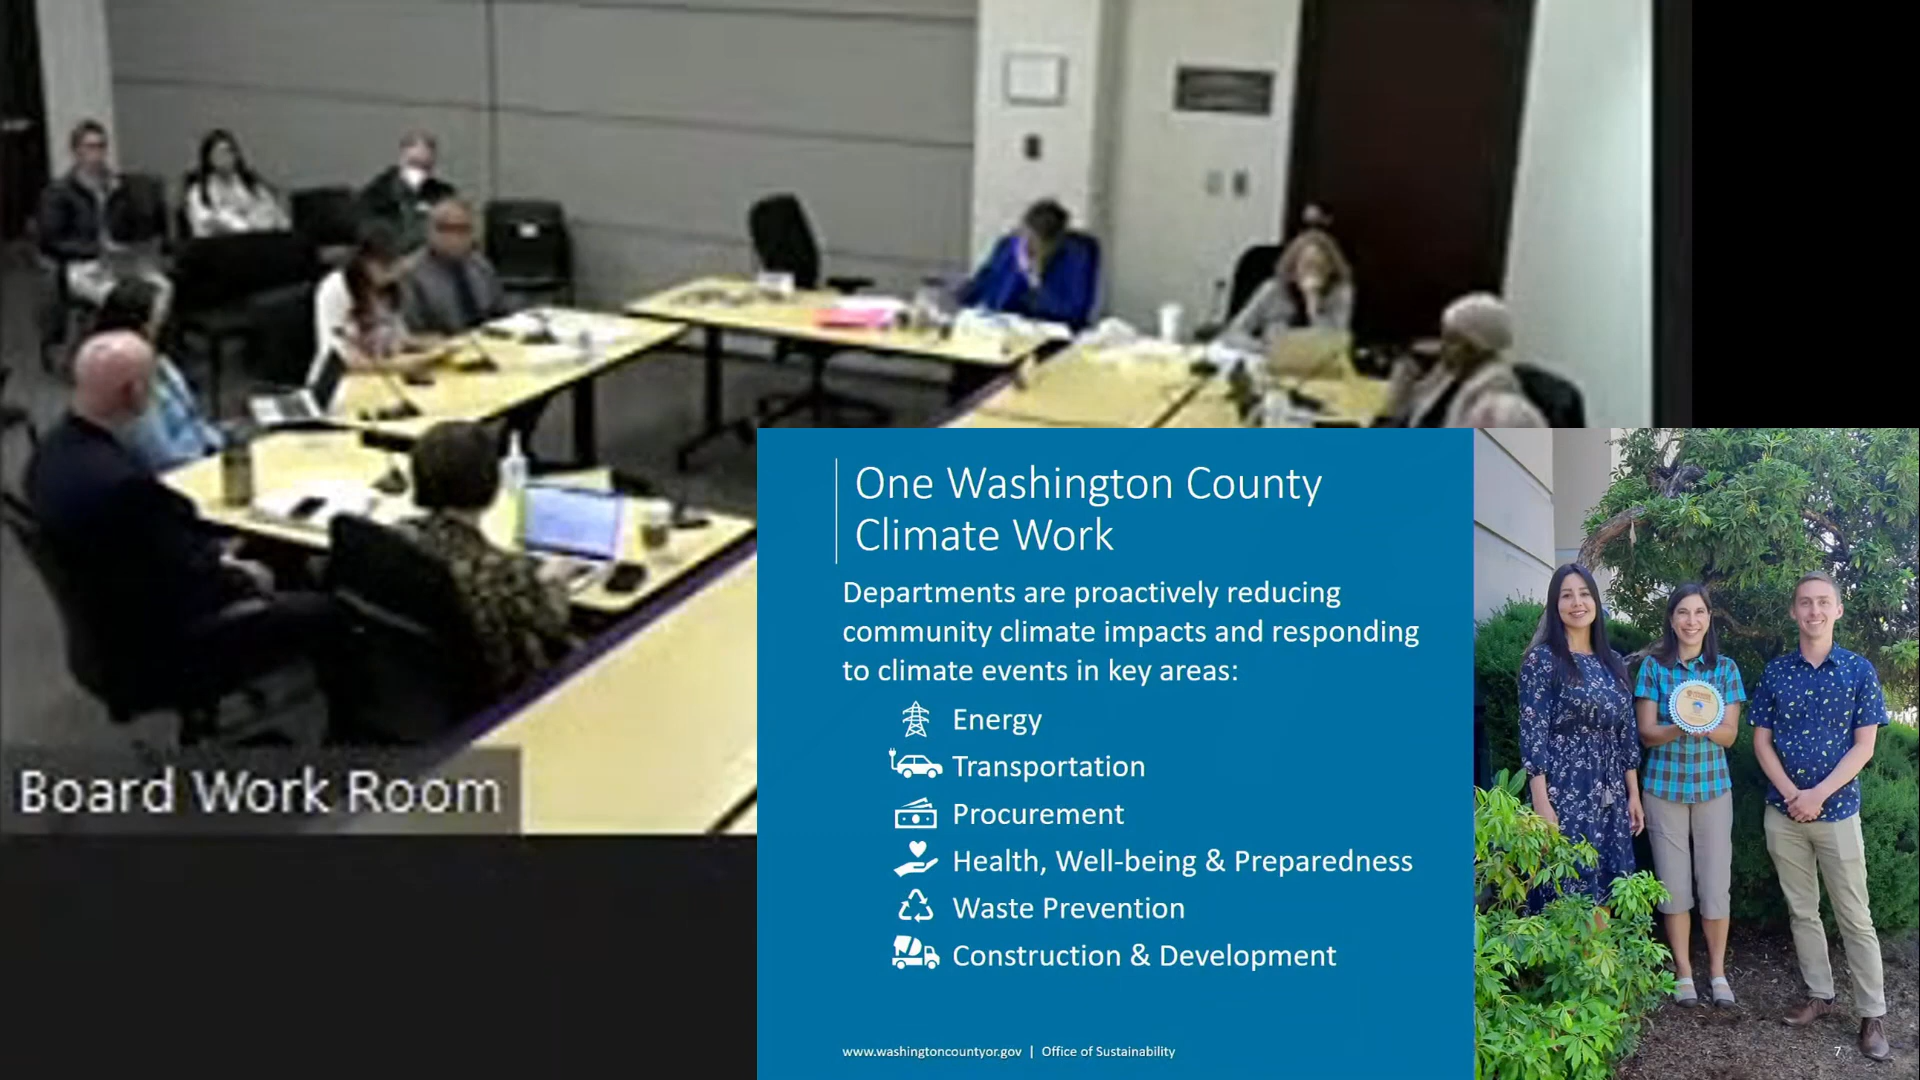 Board Work Room
One Washington County
Climate Work
Departments are proactively reducing
community climate impacts and responding
to climate events in key areas:
Energy
Transportation
Procurement
Health, Well-being & Preparedness
Waste Prevention
Construction & Development
www.washingtoncountyor.gov | Office of Sustainability
7